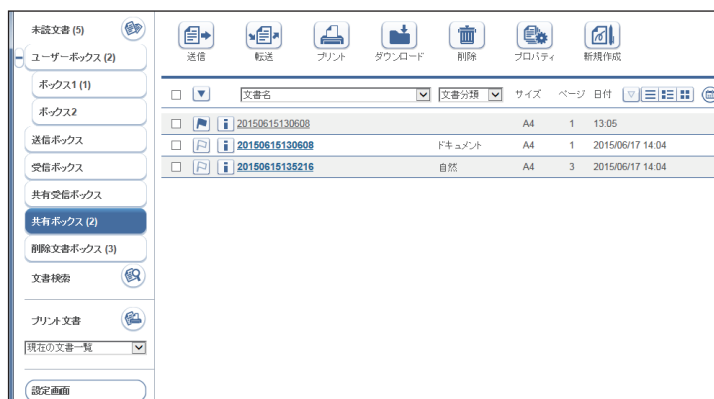 未読文書 (5)
ユーザーボックス (2)
ボックス1 (1)
ボックス2
送信ボックス
受信ボックス
共有受信ボックス
共有ボックス (2)
削除文書ボックス (3)
文書検索
プリント文書
現在の文書一覧
設定画面
送信 転送 プリント ダウンロード 削除 プロパティ 新規作成
文書名 文書分類 サイズ ページ 日付
20150615130608 A4 1 13:05
20150615130608 ドキュメント A4 1 2015/06/17 14:04
20150615135216 自然 A4 3 2015/06/17 14:04